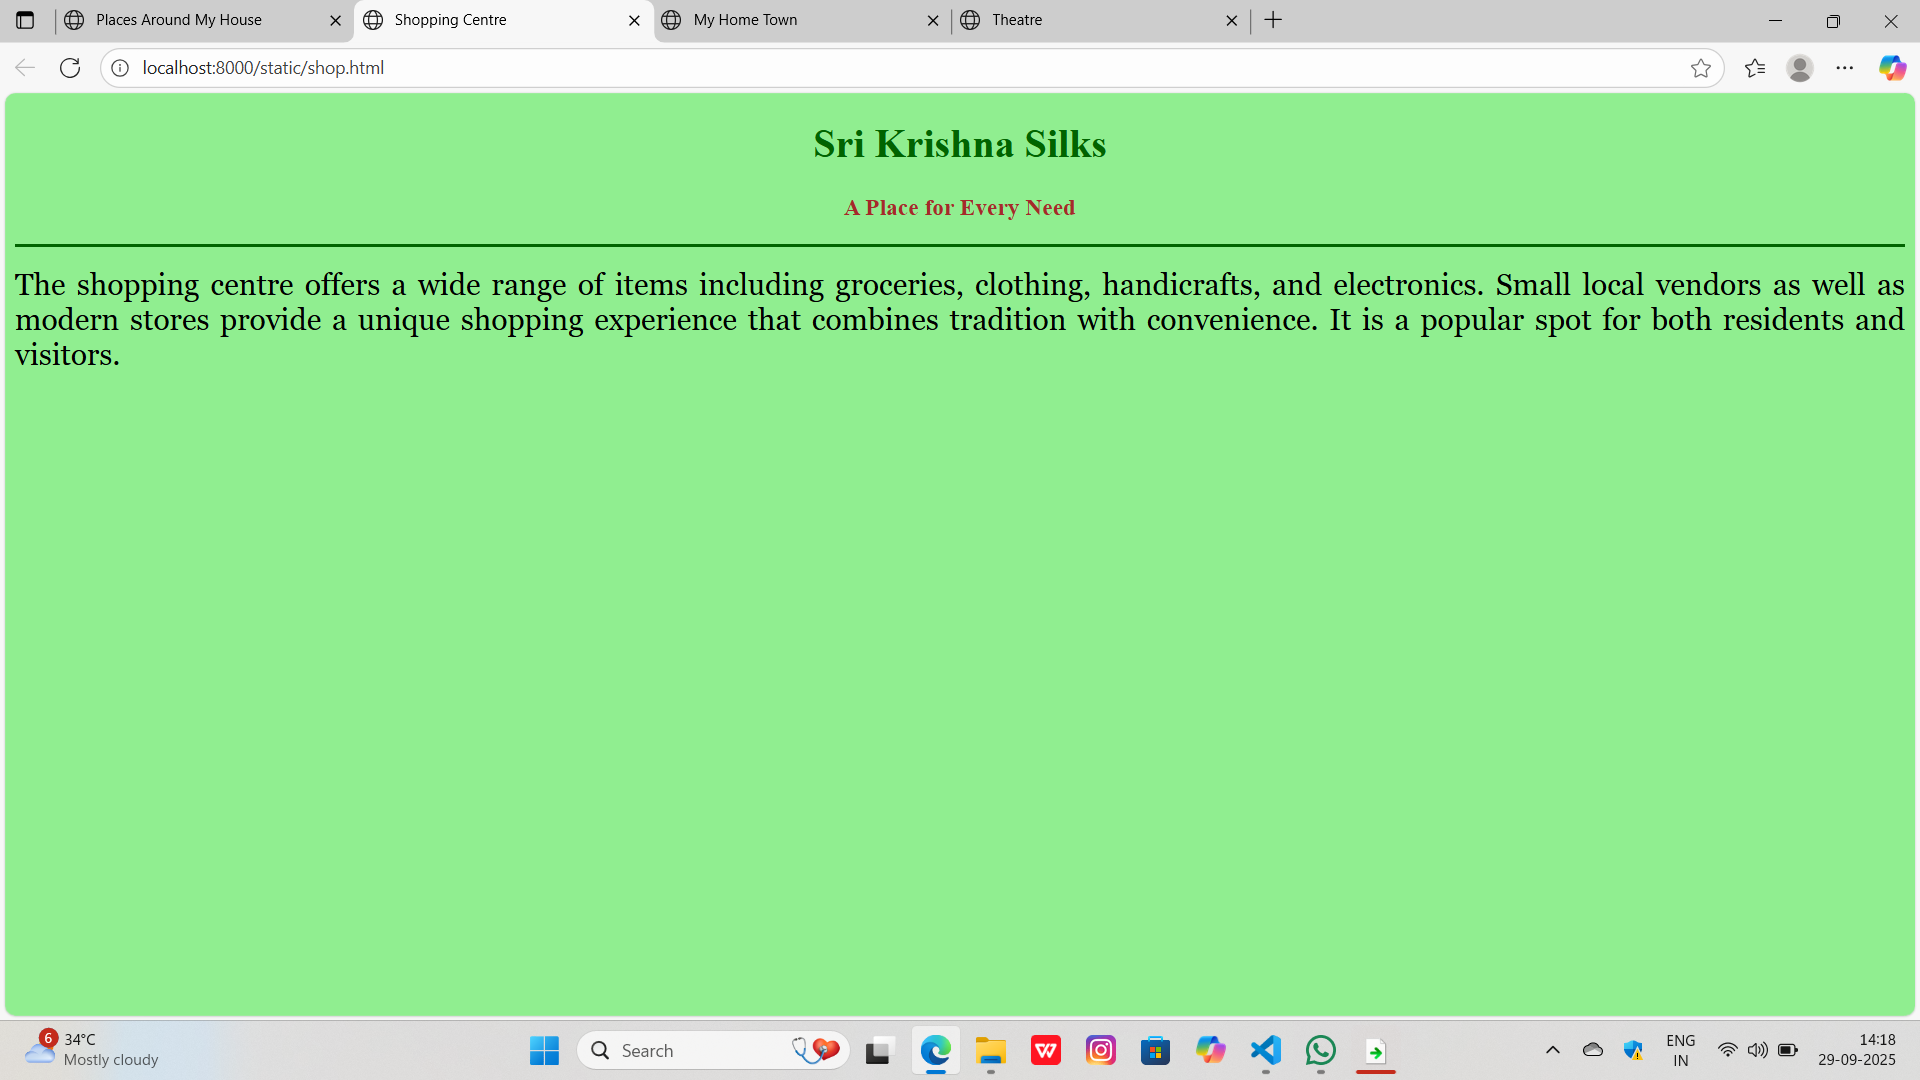 Places Around My House
Shopping Centre
My Home Town
Theatre
localhost:8000/static/shop.html
Sri Krishna Silks
A Place for Every Need
The shopping centre offers a wide range of items including groceries, clothing, handicrafts, and electronics. Small local vendors as well as
modern stores provide a unique shopping experience that combines tradition with convenience. It is a popular spot for both residents and
visitors.
6
34°C
Mostly cloudy
Search
W
ENG
IN
14:18
29-09-2025